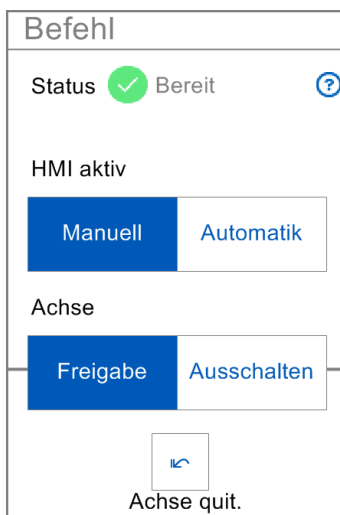 Befehl
Status Bereit
HMI aktiv
Manuell Automatik
Achse
Freigabe Ausschalten
Achse quit.